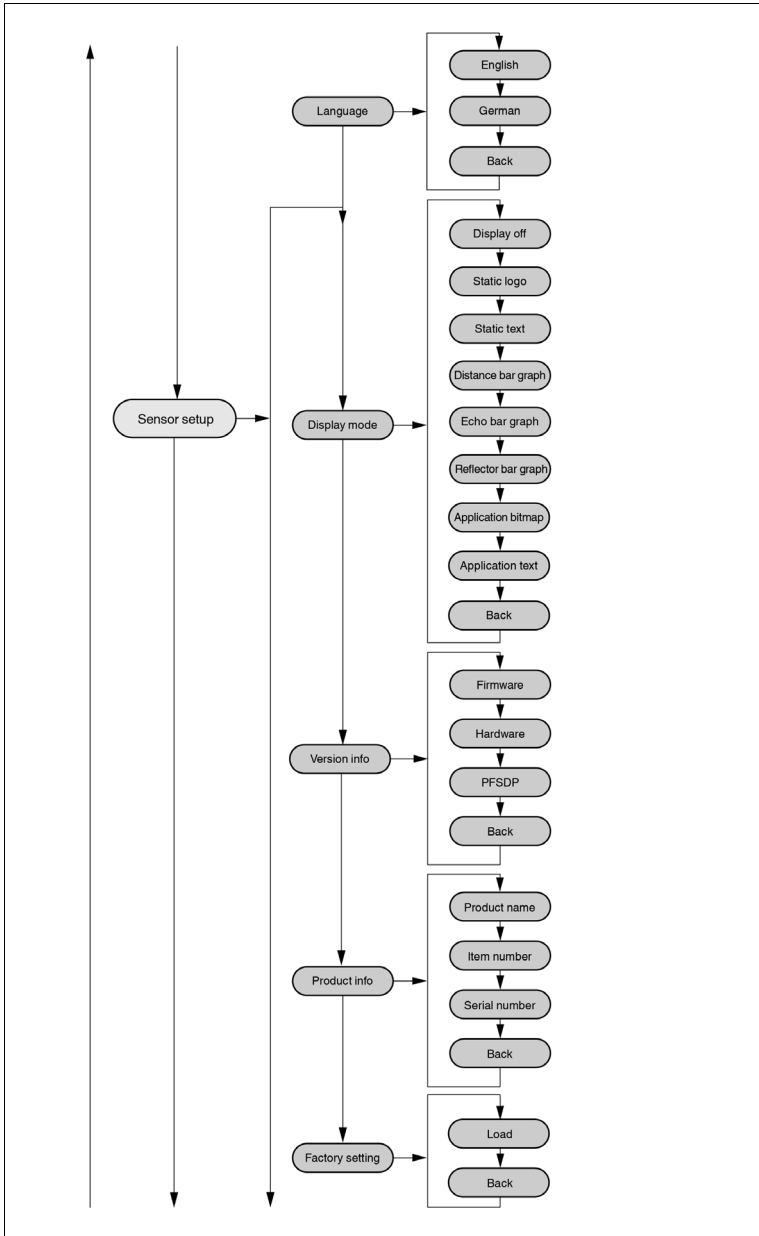 English
Language
German
Back
Display off
Static logo
Static text
Distance bar graph
Sensor setup
Display mode
Echo bar graph
Reflector bar graph
Application bitmap
Application text
Back
Firmware
Hardware
Version info
PFSDP
Back
Product name
Item number
Product info
Serial number
Back
Load
Factory setting
Back